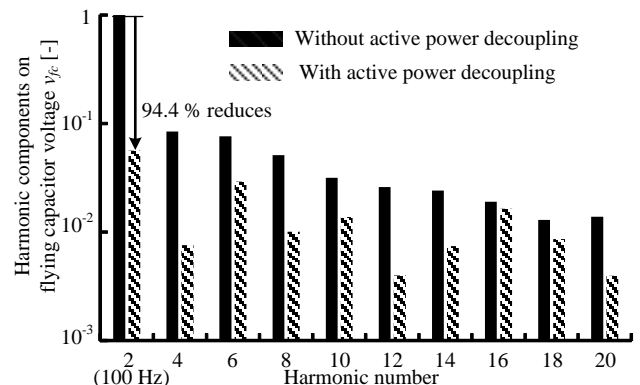 Harmonic components on
flying capacitor voltage vfc [-]
1
10-1
10-2
10-3
Without active power decoupling
With active power decoupling
94.4 % reduces
2 4 6 8 10 12 14 16 18 20
(100 Hz) Harmonic number